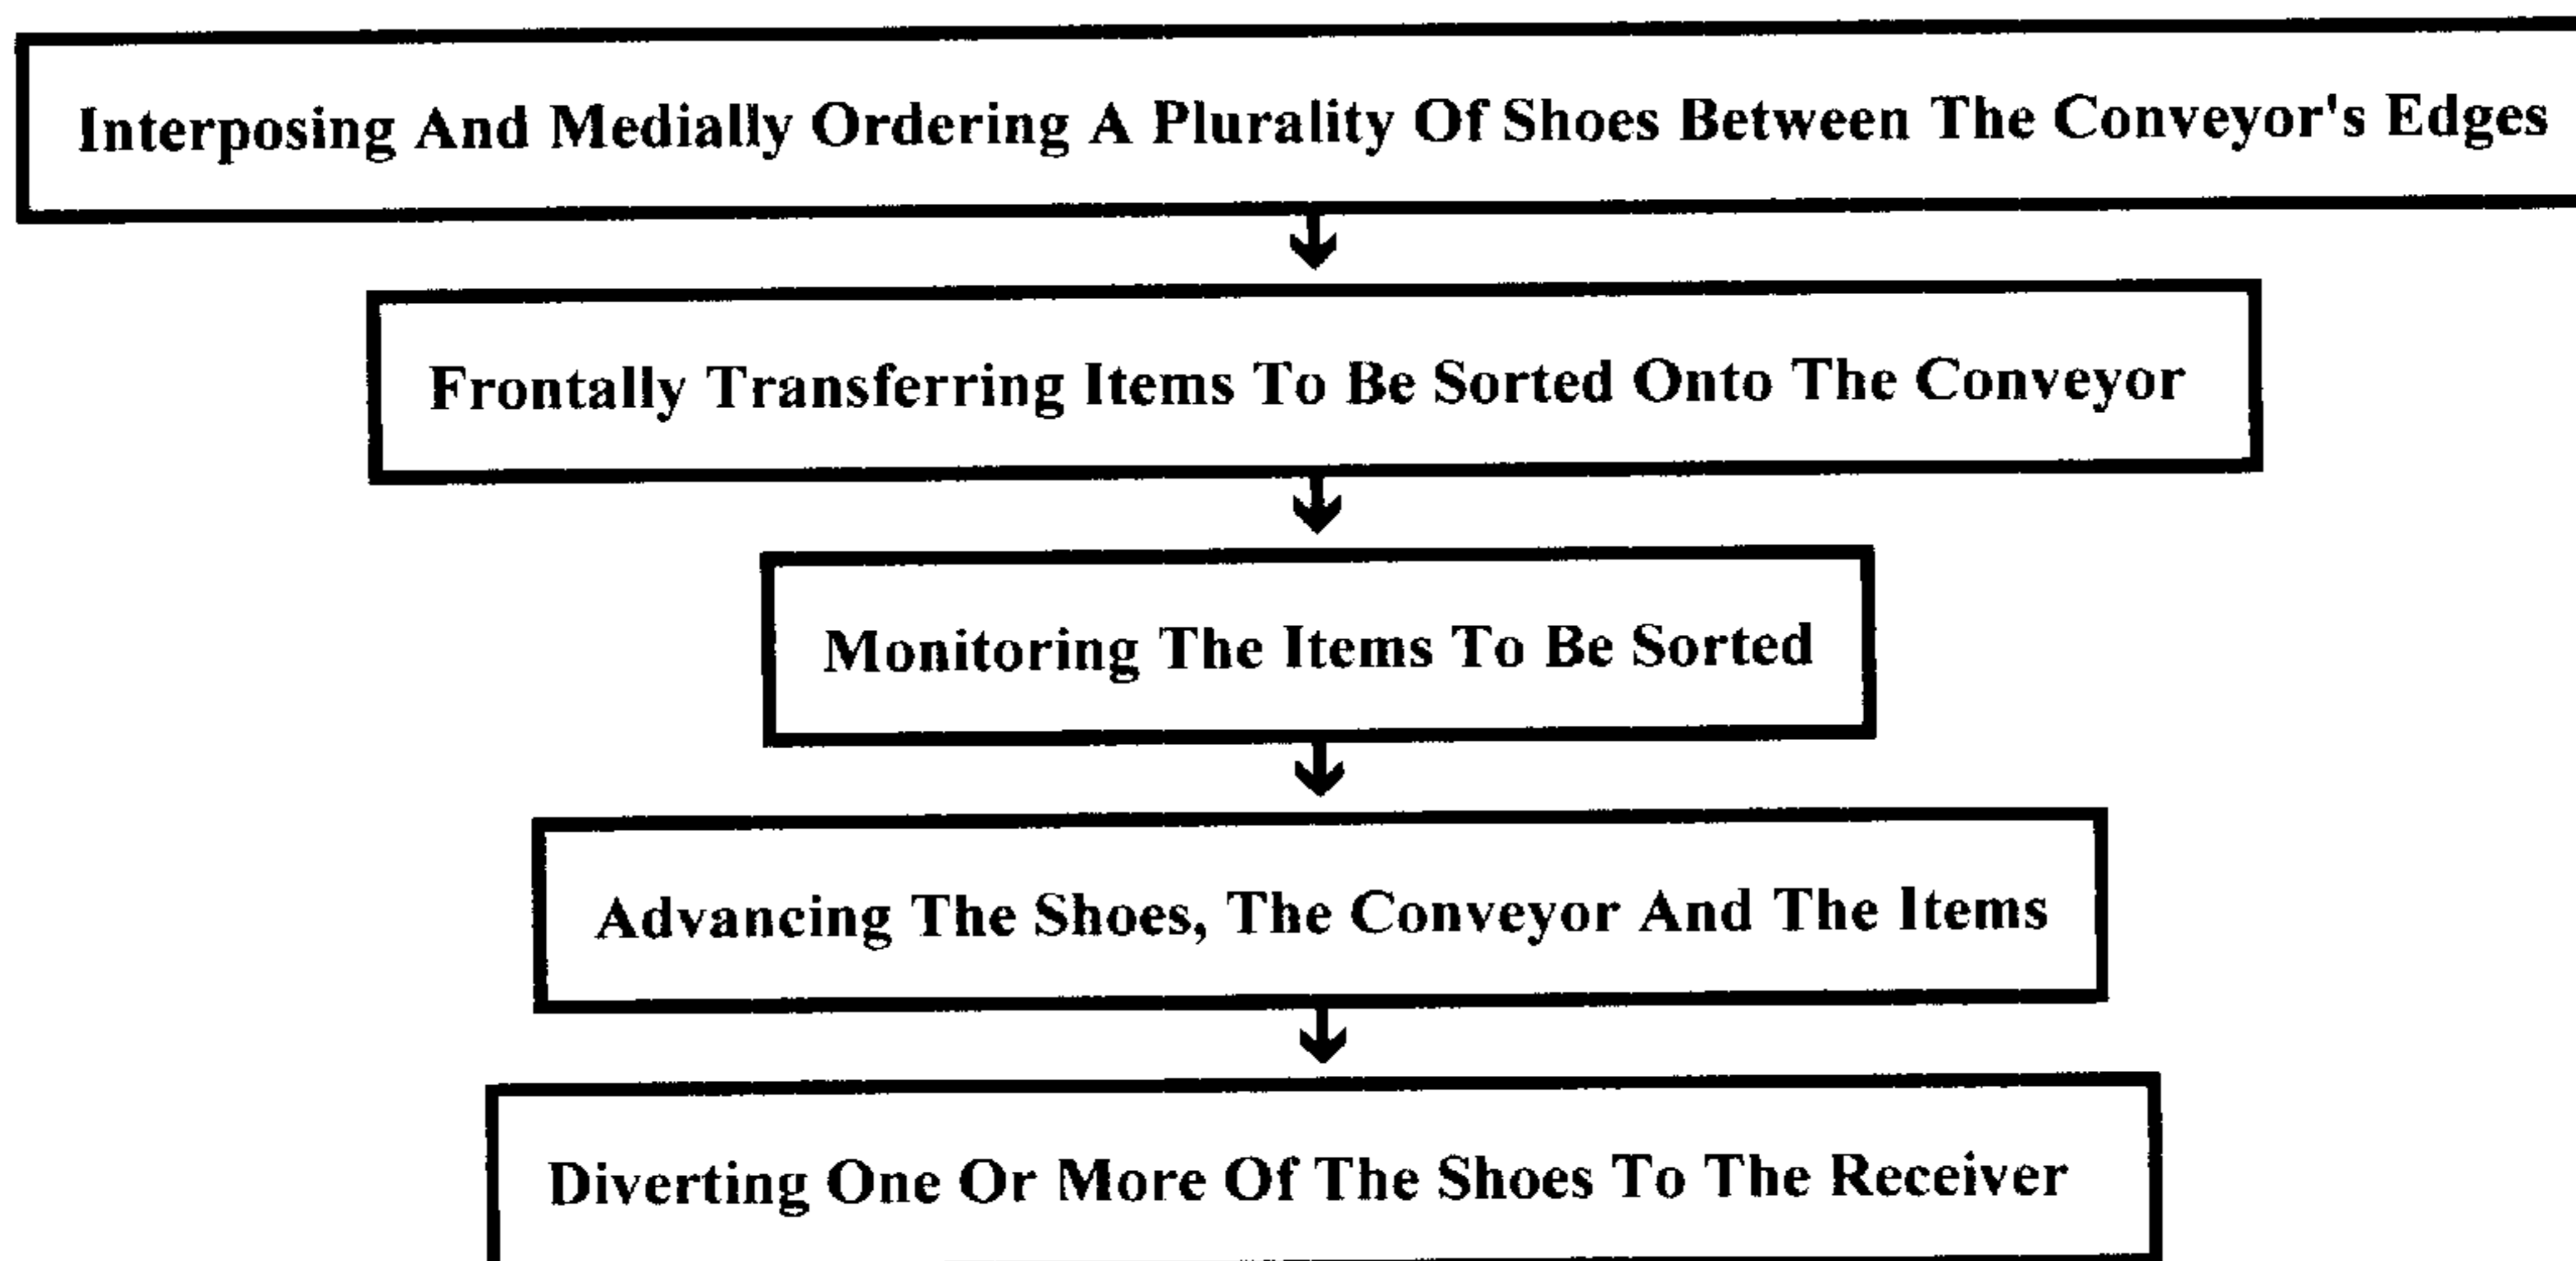 Interposing And Medially Ordering A Plurality Of Shoes Between The Conveyor's Edges
Frontally Transferring Items To Be Sorted Onto The Conveyor
Monitoring The Items To Be Sorted
Advancing The Shoes, The Conveyor And The Items
Diverting One Or More Of The Shoes To The Receiver